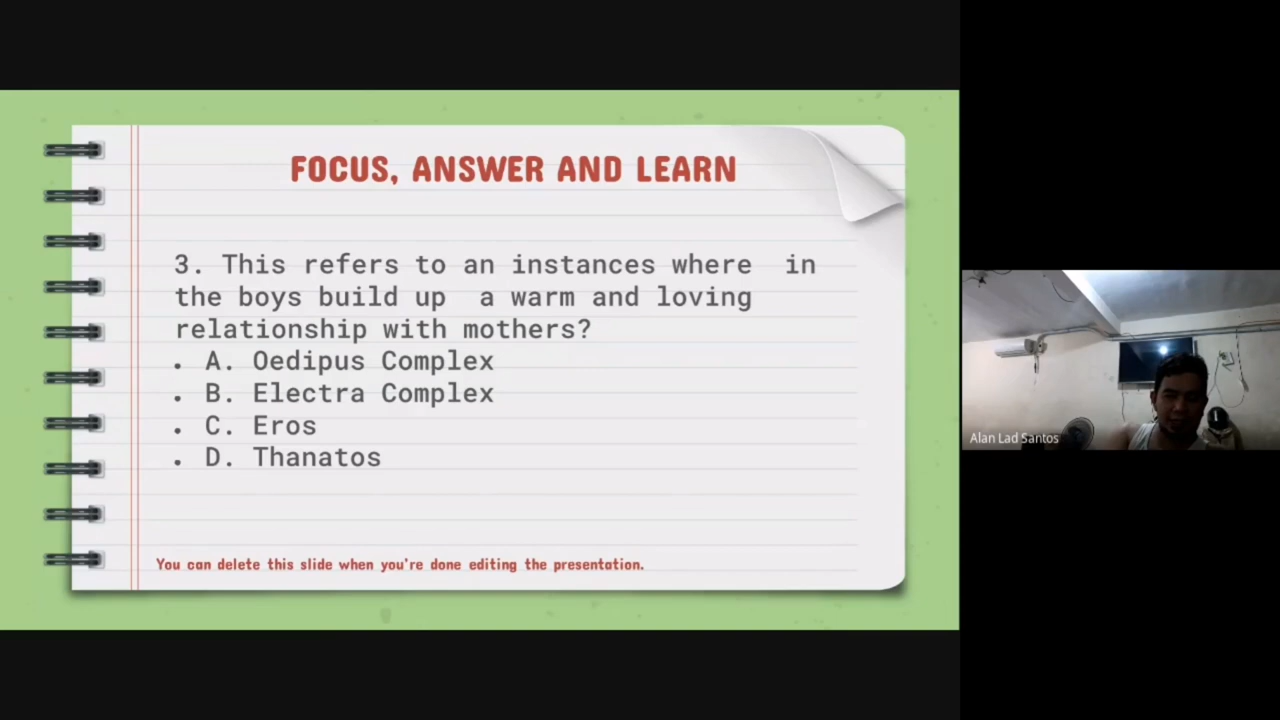 FOCUS, ANSWER AND LEARN
3. This refers to an instances where in
the boys build up a warm and loving
relationship with mothers?
. A. Oedipus Complex
. B. Electra Complex
. C. Eros
. D. Thanatos
You can delete this slide when you're done editing the presentation.
Alan Lad Santos